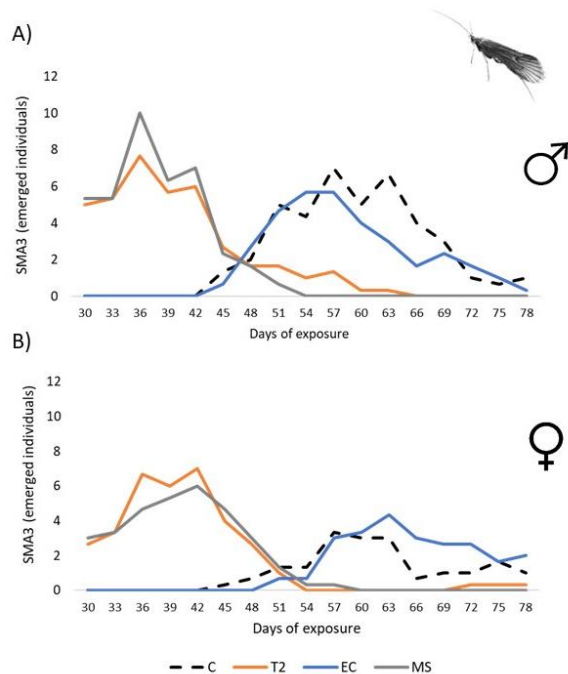 A)
SMA3 (emerged individuals)
12
10
8
6
4
2
0
30 33 36 39 42 45 48 51 54 57 60 63 66 69 72 75 78
Days of exposure
B)
SMA3 (emerged individuals)
12
10
8
6
4
2
0
30 33 36 39 42 45 48 51 54 57 60 63 66 69 72 75 78
Days of exposure
C T2 EC MS